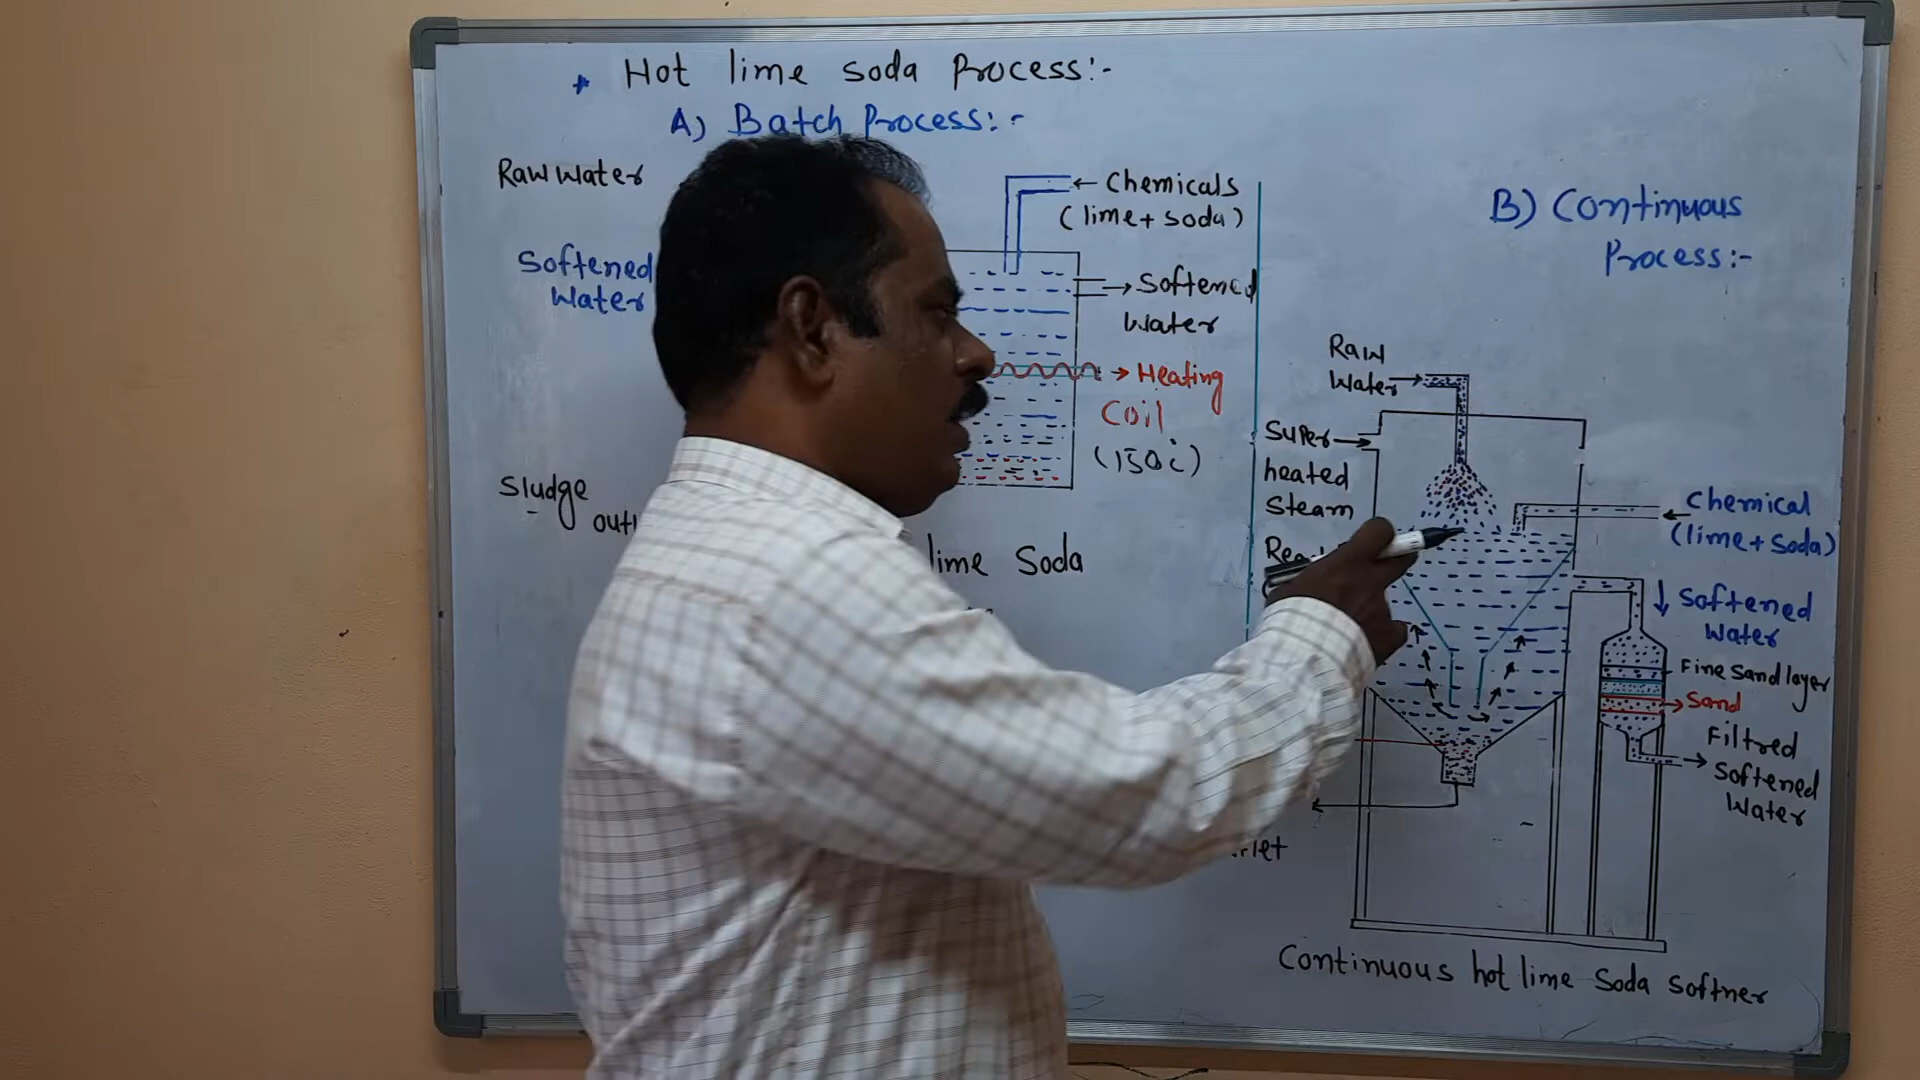 * Hot lime soda Process:-
A) Batch Process:-
Raw water
← Chemicals
(lime + soda)
Softened
water
→ Softened
water
→ Heating
Coil
(150°c)
Sludge
lime Soda
B) Continuous
Process:-
Raw
Water →
Super →
heated
Steam
← Chemical
(lime + soda)
↓ Softened
water
Fine sand layer
→ Sand
→ Filtred
Softened
water
Continuous hot lime Soda Softner